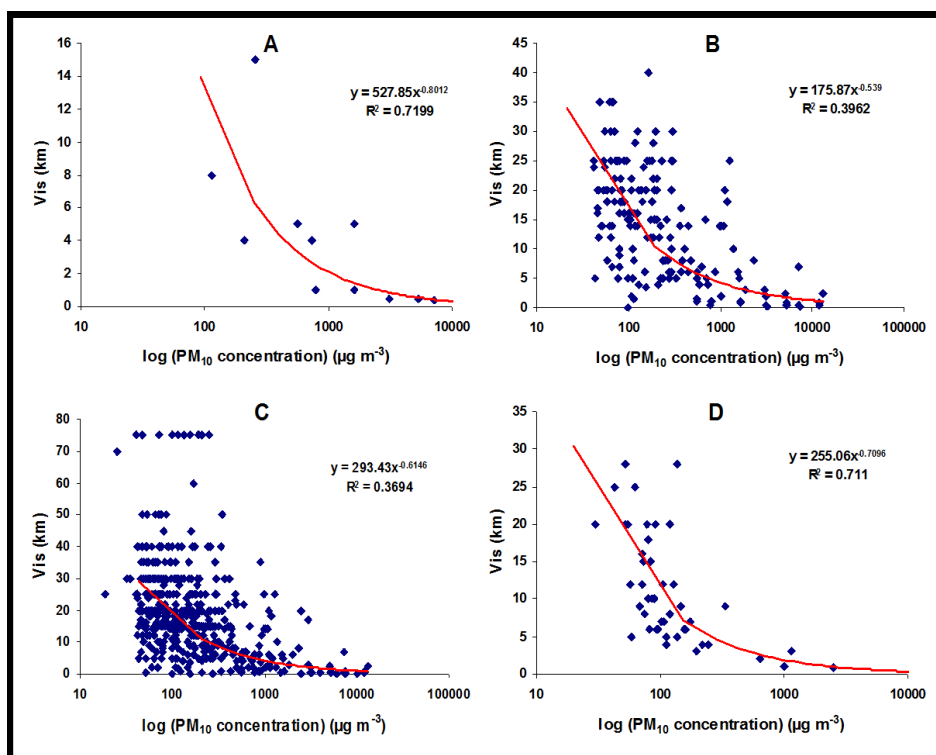 A
16
14
12
10
8
6
4
2
0
Vis (km)
y = 527.85x^-0.8012
R² = 0.7199
10 100 1000 10000
log (PM₁₀ concentration) (µg m⁻³)
B
45
40
35
30
25
20
15
10
5
0
Vis (km)
y = 175.87x^-0.539
R² = 0.3962
10 100 1000 10000 100000
log (PM₁₀ concentration) (µg m⁻³)
C
80
70
60
50
40
30
20
10
0
Vis (km)
y = 293.43x^-0.6146
R² = 0.3694
10 100 1000 10000 100000
log (PM₁₀ concentration) (µg m⁻³)
D
35
30
25
20
15
10
5
0
Vis (km)
y = 255.06x^-0.7096
R² = 0.711
10 100 1000 10000
log (PM₁₀ concentration) (µg m⁻³)